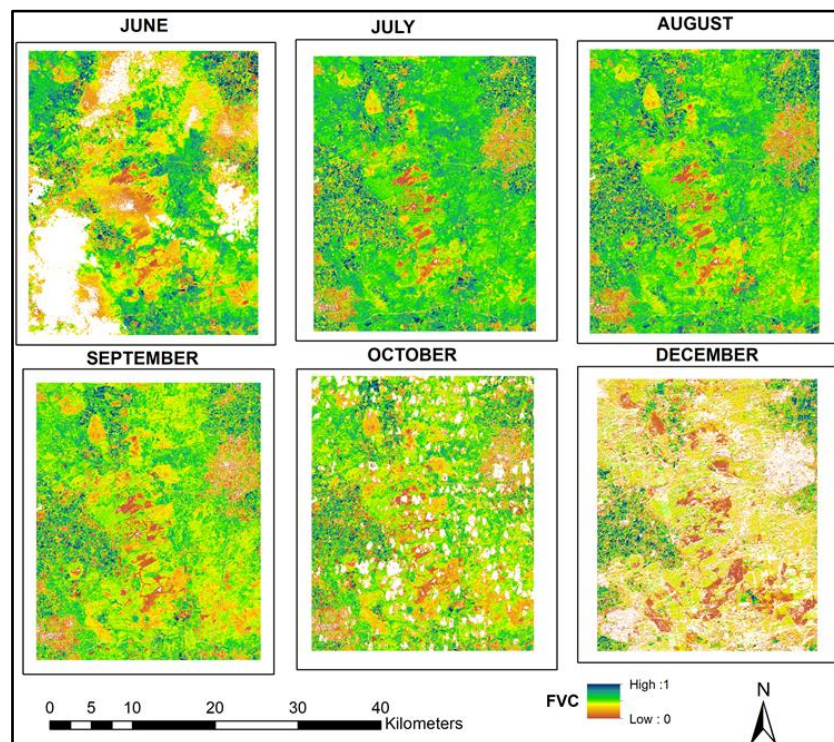 JUNE
JULY
AUGUST
SEPTEMBER
OCTOBER
DECEMBER
0 5 10 20 30 40
Kilometers
FVC
High :1
Low : 0
N